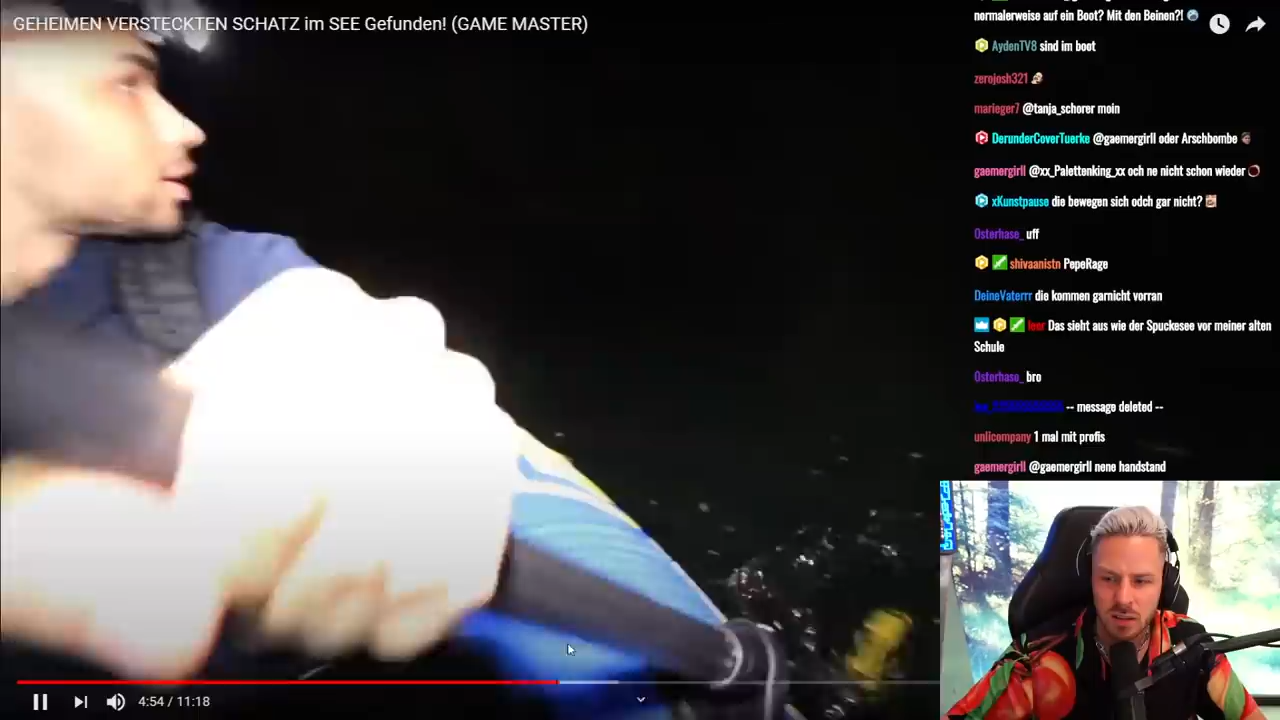 GEHEIMEN VERSTECKTEN SCHATZ im SEE Gefunden! (GAME MASTER)
normalerweise auf ein Boot? Mit den Beinen?!
AydenTV8 sind im boot
zerojosh321
marieger7 @tanja_schorer moin
DerunderCoverTuerke @gaemergirll oder Arschbombe
gaemergirll @xx_Palettenking_xx och ne nicht schon wieder
xKunstpause die bewegen sich odch gar nicht?
Osterhase_ uff
shivaanistn PepeRage
DeineVaterrr die kommen garnicht vorran
Das sieht aus wie der Spuckesee vor meiner alten
Schule
Osterhase_ bro
-- message deleted --
unlicompany 1 mal mit profis
gaemergirll @gaemergirll nene handstand
4:54 / 11:18